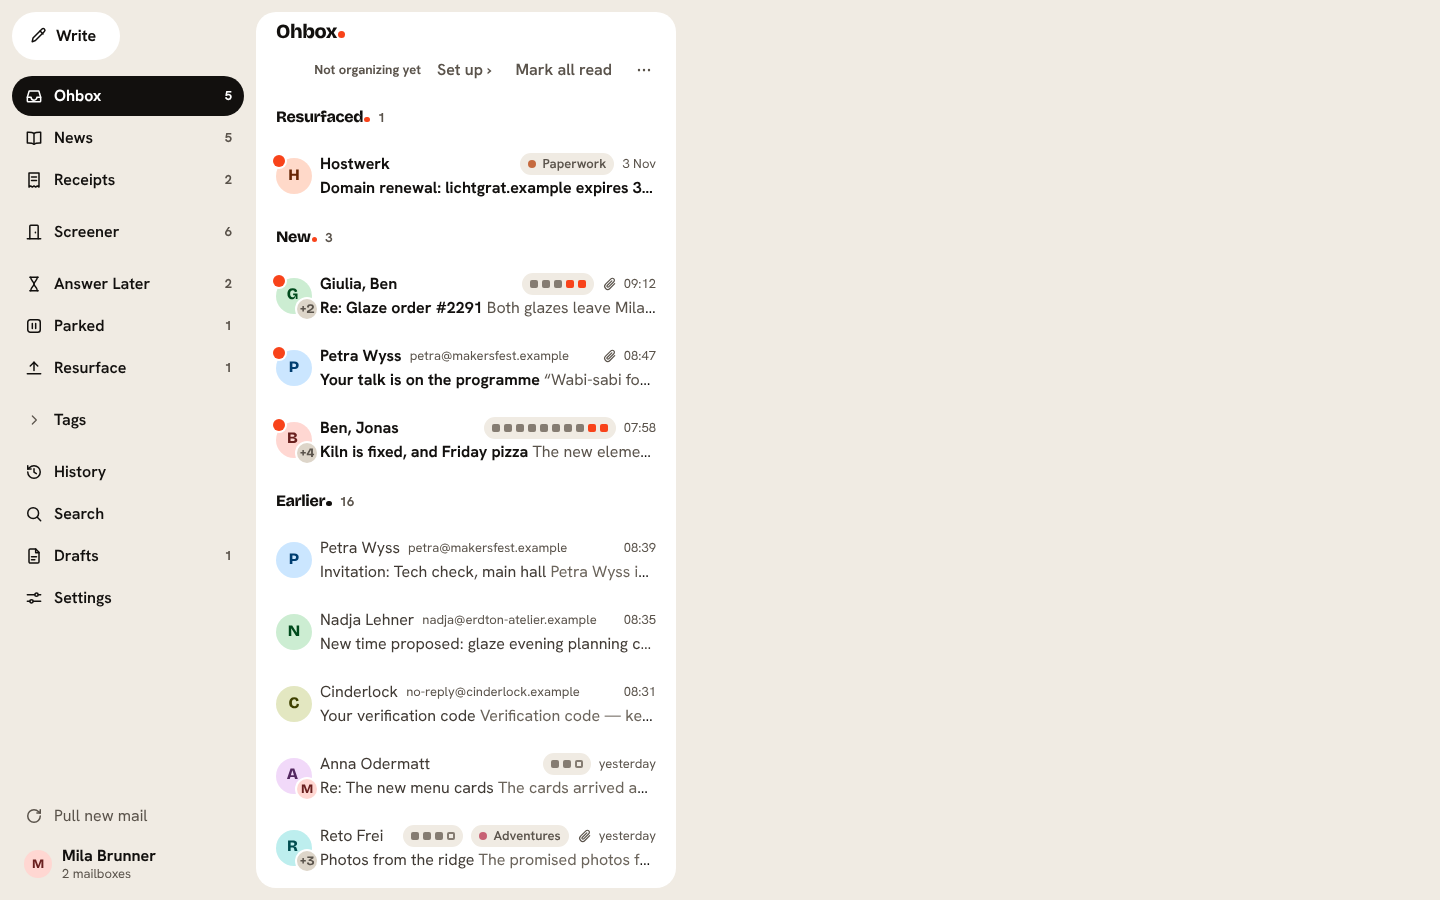 Write
Ohbox 5
News 5
Receipts 2
Screener 6
Answer Later 2
Parked 1
Resurface 1
Tags
History
Search
Drafts 1
Settings
Pull new mail
M Mila Brunner
2 mailboxes
Ohbox.
Not organizing yet Set up › Mark all read ···
Resurfaced. 1
H Hostwerk Paperwork 3 Nov
Domain renewal: lichtgrat.example expires 3...
New. 3
G +2 Giulia, Ben 09:12
Re: Glaze order #2291 Both glazes leave Mila...
P Petra Wyss petra@makersfest.example 08:47
Your talk is on the programme “Wabi-sabi fo...
B +4 Ben, Jonas 07:58
Kiln is fixed, and Friday pizza The new eleme...
Earlier. 16
P Petra Wyss petra@makersfest.example 08:39
Invitation: Tech check, main hall Petra Wyss i...
N Nadja Lehner nadja@erdton-atelier.example 08:35
New time proposed: glaze evening planning c...
C Cinderlock no-reply@cinderlock.example 08:31
Your verification code Verification code — ke...
A M Anna Odermatt yesterday
Re: The new menu cards The cards arrived a...
R +3 Reto Frei Adventures yesterday
Photos from the ridge The promised photos f...